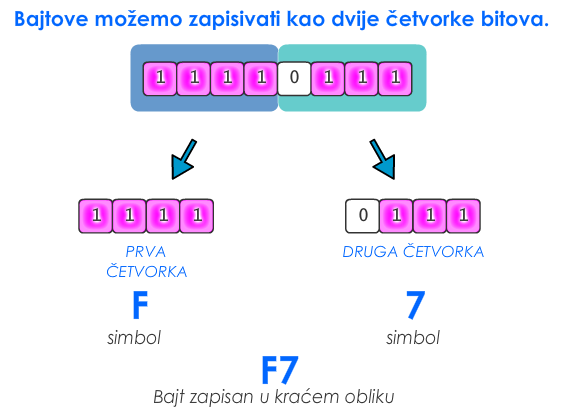 Bajtove možemo zapisivati kao dvije četvorke bitova.
1 1 1 1 0 1 1 1
1 1 1 1
0 1 1 1
PRVA
ČETVORKA
DRUGA ČETVORKA
F
7
simbol
simbol
F7
Bajt zapisan u kraćem obliku